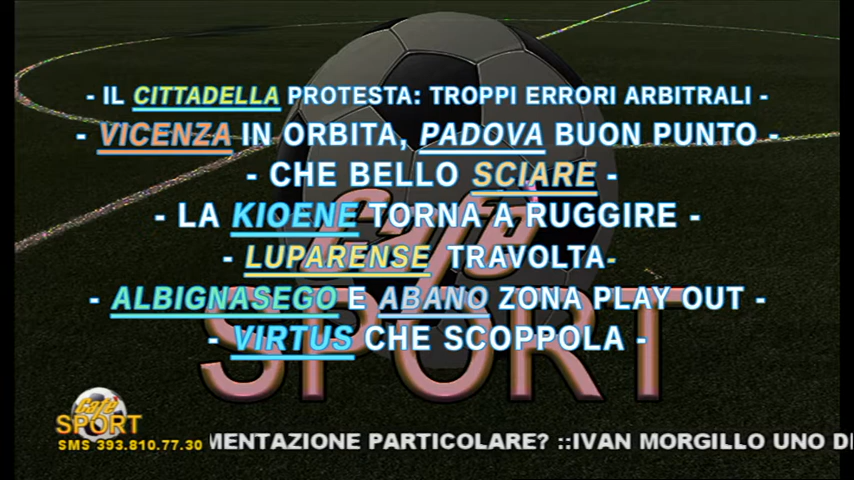 - IL CITTADELLA PROTESTA: TROPPI ERRORI ARBITRALI -
- VICENZA IN ORBITA, PADOVA BUON PUNTO -
- CHE BELLO SCIARE -
- LA KIOENE TORNA A RUGGIRE -
- LUPARENSE TRAVOLTA-
- ALBIGNASEGO E ABANO ZONA PLAY OUT -
- VIRTUS CHE SCOPPOLA -
Cafè
SPORT
Cafè
SPORT
SMS 393.810.77.30
MENTAZIONE PARTICOLARE? ::IVAN MORGILLO UNO DI